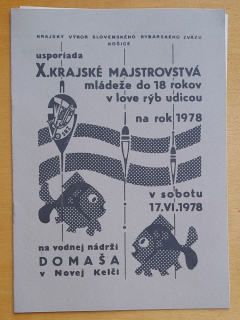 KRAJSKÝ VÝBOR SLOVENSKÉHO RYBÁRSKEHO ZVÄZU
KOŠICE
usporiada
X. KRAJSKÉ MAJSTROVSTVÁ
mládeže do 18 rokov
v love rýb udicou
na rok 1978
v sobotu
17.VI.1978
na vodnej nádrži
DOMAŠA
v Novej Kelči